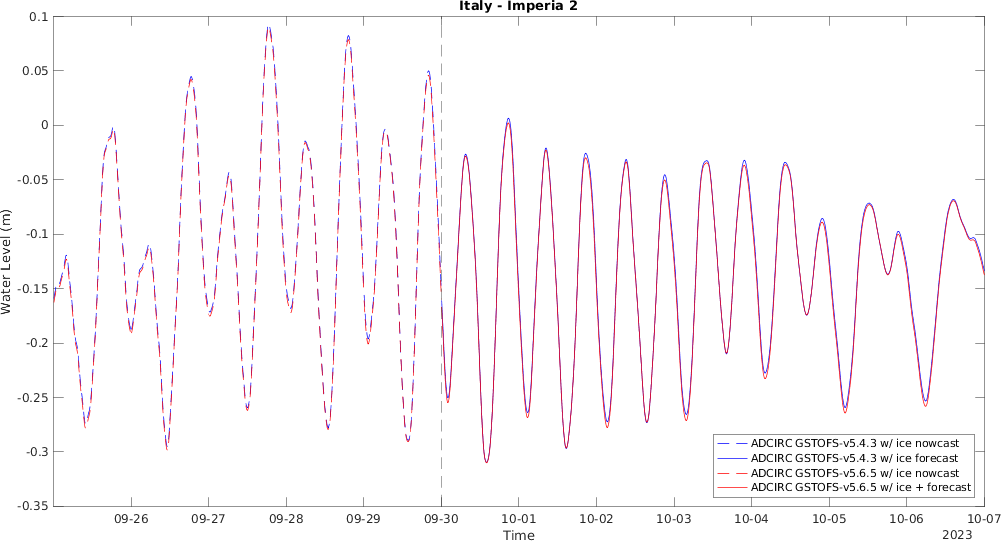 Italy - Imperia 2
0.1
0.05
0
-0.05
-0.1
-0.15
-0.2
-0.25
-0.3
-0.35
Water Level (m)
ADCIRC GSTOFS-v5.4.3 w/ ice nowcast
ADCIRC GSTOFS-v5.4.3 w/ ice forecast
ADCIRC GSTOFS-v5.6.5 w/ ice nowcast
ADCIRC GSTOFS-v5.6.5 w/ ice + forecast
09-26 09-27 09-28 09-29 09-30 10-01 10-02 10-03 10-04 10-05 10-06 10-07
Time
2023